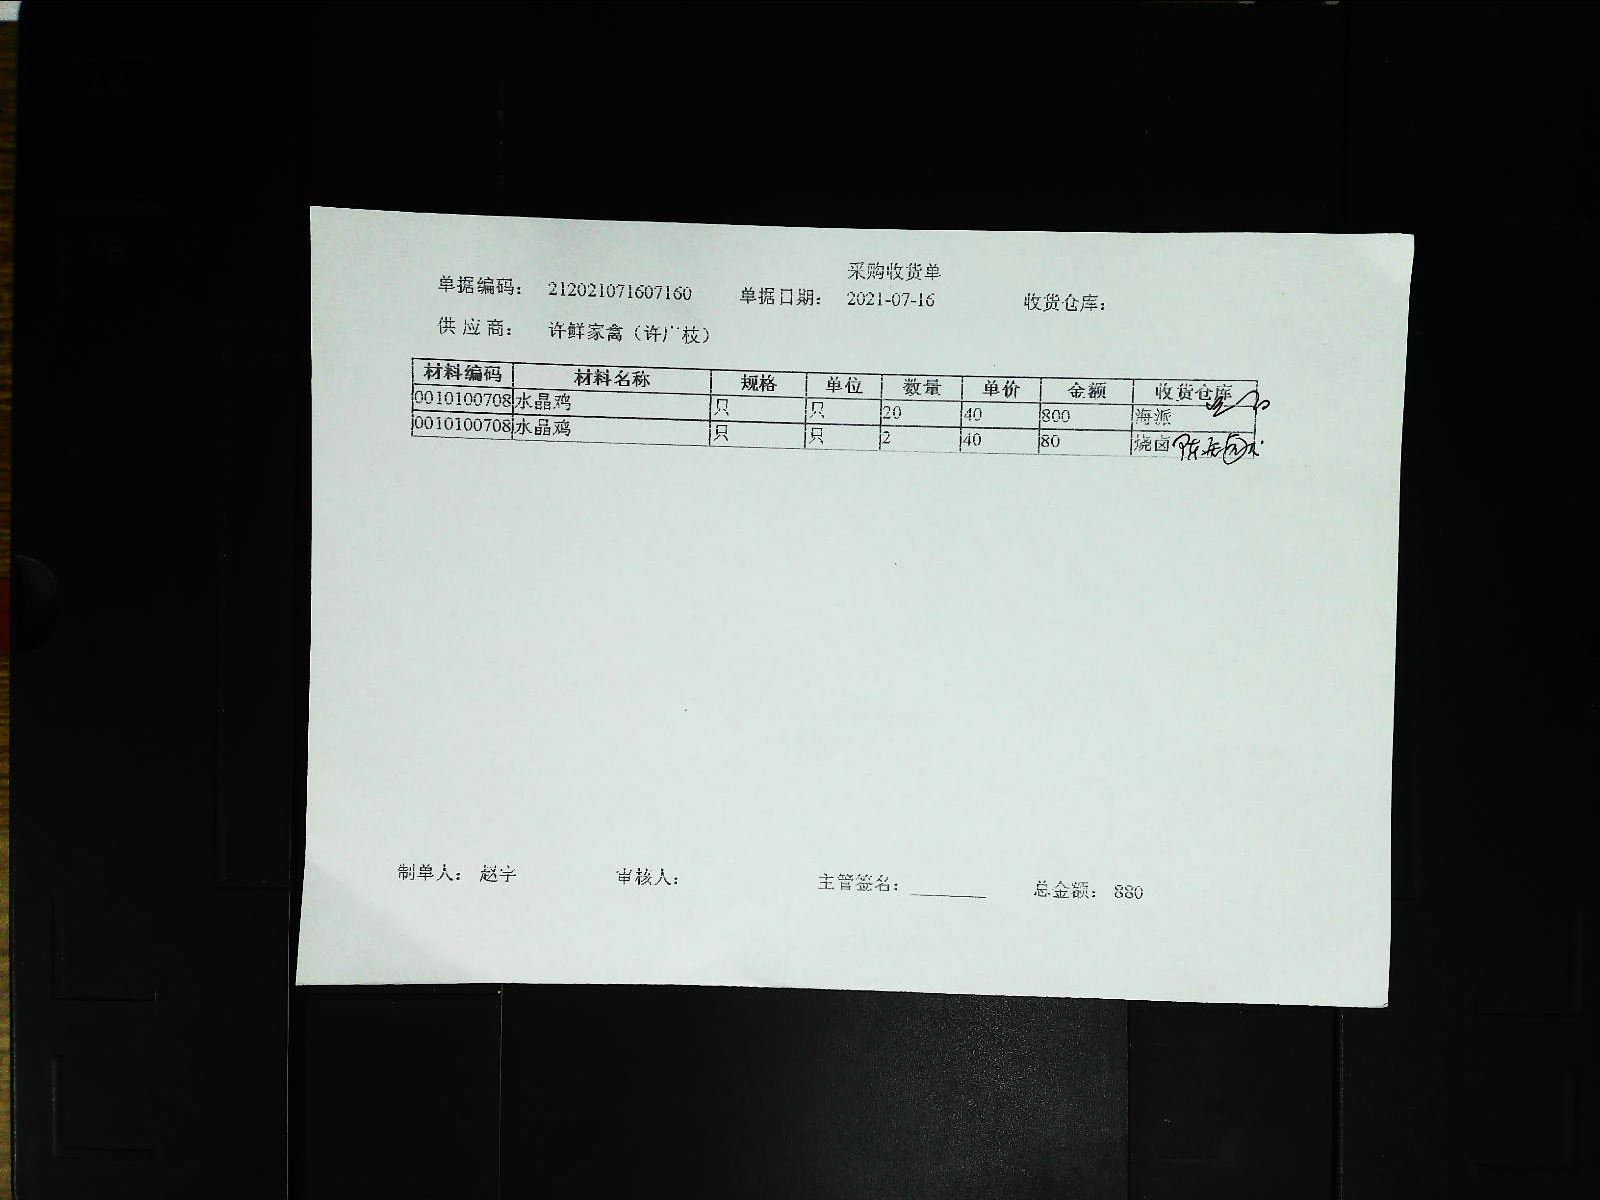 采购收货单
单据编码： 212021071607160 单据日期： 2021-07-16 收货仓库：
供 应 商： 许鲜家禽（许广枝）
材料编码 材料名称 规格 单位 数量 单价 金额 收货仓库
0010100708 水晶鸡 只 只 20 40 800 海派
0010100708 水晶鸡 只 只 2 40 80 烧卤
制单人： 赵宇 审核人： 主管签名： 总金额： 880